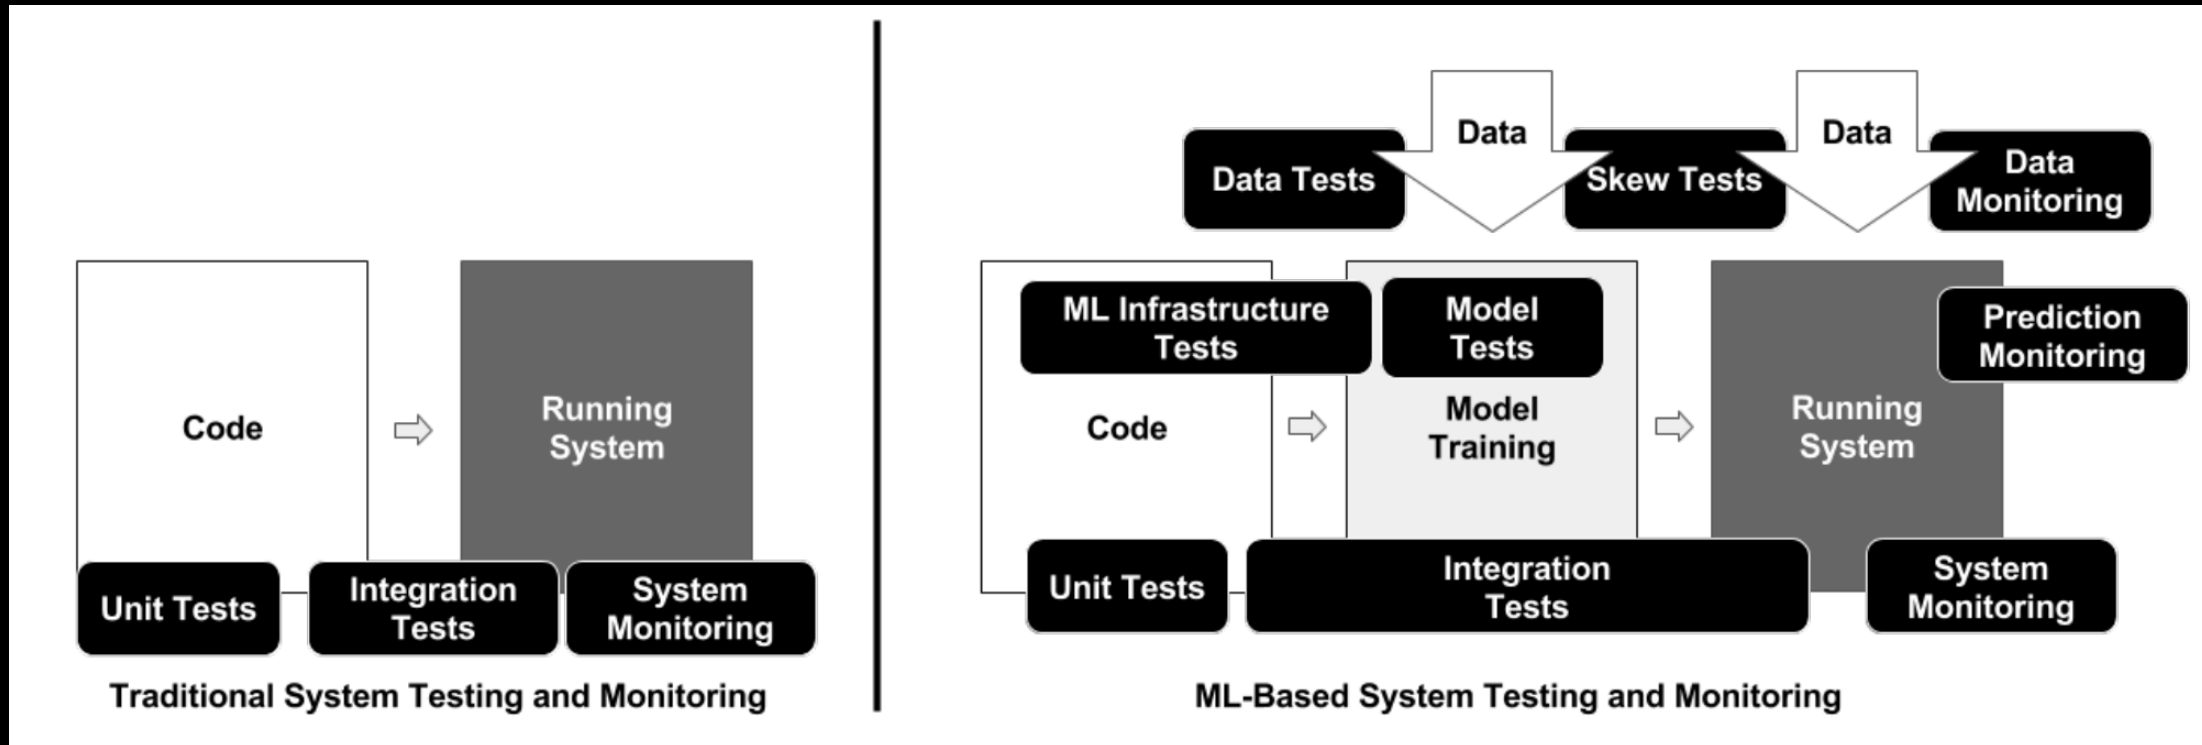 Code
Running
System
Unit Tests
Integration
Tests
System
Monitoring
Traditional System Testing and Monitoring
Data Tests
Data
Skew Tests
Data
Data
Monitoring
ML Infrastructure
Tests
Model
Tests
Prediction
Monitoring
Code
Model
Training
Running
System
Unit Tests
Integration
Tests
System
Monitoring
ML-Based System Testing and Monitoring